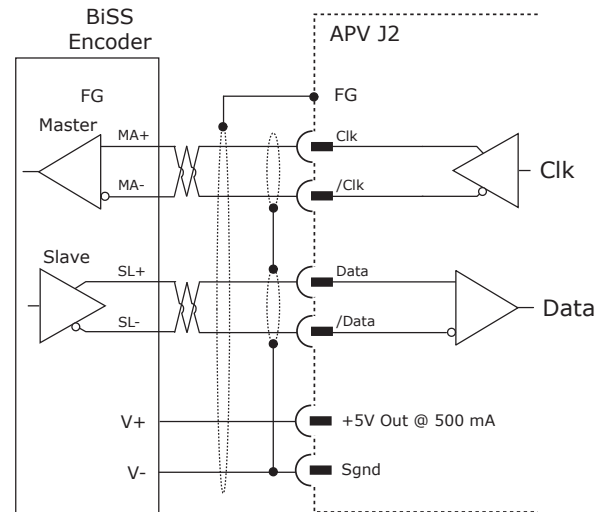 BiSS
Encoder
APV J2
FG
FG
Master
MA+
MA-
Clk
/Clk
Clk
Slave
SL+
SL-
Data
/Data
Data
V+
+5V Out @ 500 mA
V-
Sgnd